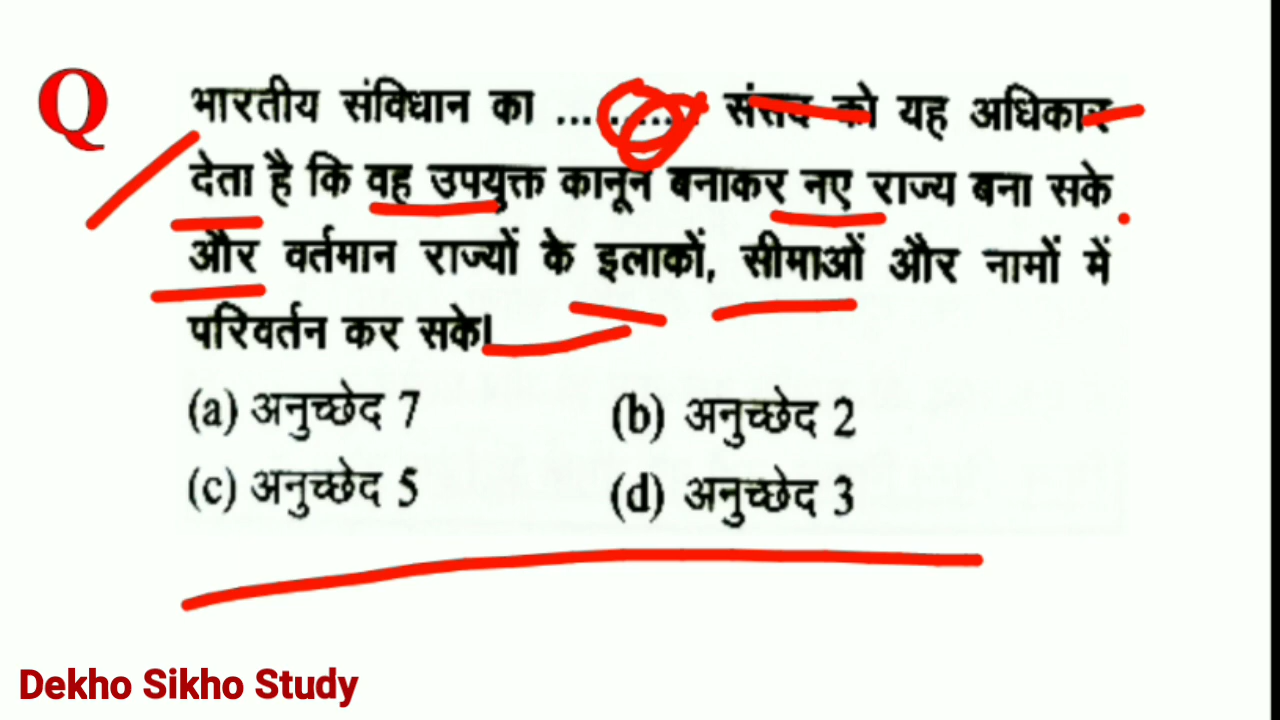 Q
भारतीय संविधान का ......... संसद को यह अधिकार
देता है कि वह उपयुक्त कानून बनाकर नए राज्य बना सके
और वर्तमान राज्यों के इलाकों, सीमाओं और नामों में
परिवर्तन कर सके।
(a) अनुच्छेद 7 (b) अनुच्छेद 2
(c) अनुच्छेद 5 (d) अनुच्छेद 3
Dekho Sikho Study